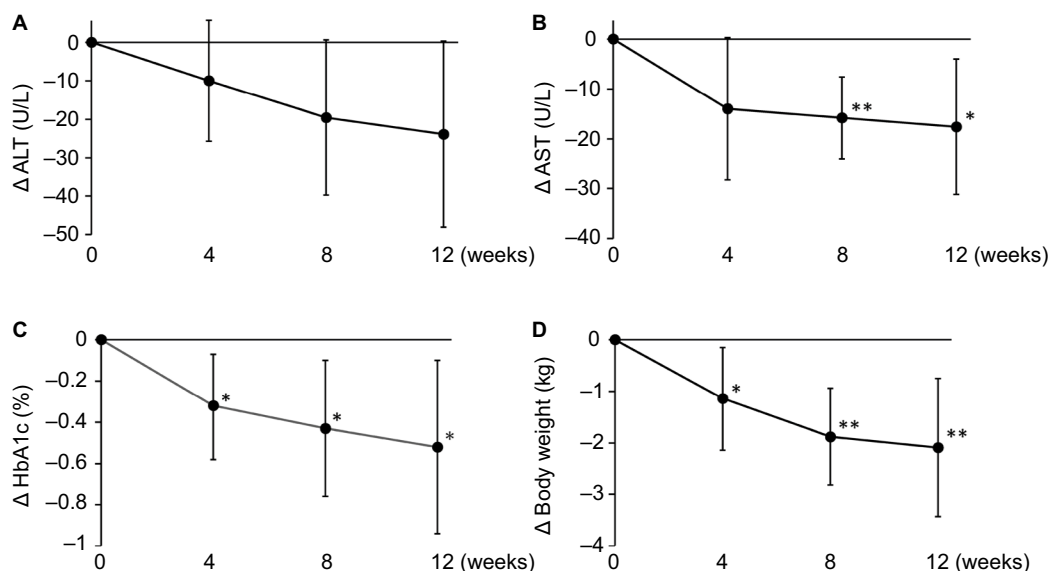 A
Δ ALT (U/L)
0
–10
–20
–30
–40
–50
0 4 8 12 (weeks)
B
Δ AST (U/L)
0
–10
–20
–30
–40
**
*
0 4 8 12 (weeks)
C
Δ HbA1c (%)
0
–0.2
–0.4
–0.6
–0.8
–1
*
*
*
0 4 8 12 (weeks)
D
Δ Body weight (kg)
0
–1
–2
–3
–4
*
**
**
0 4 8 12 (weeks)